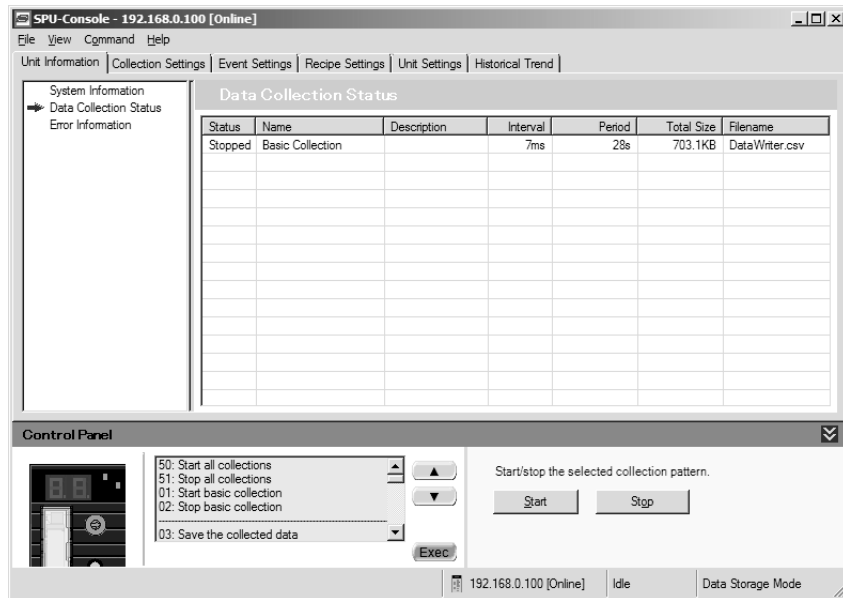 SPU-Console - 192.168.0.100 [Online]
File View Command Help
Unit Information Collection Settings Event Settings Recipe Settings Unit Settings Historical Trend
System Information
Data Collection Status
Error Information
Data Collection Status
Status Name Description Interval Period Total Size Filename
Stopped Basic Collection 7ms 28s 703.1KB DataWriter.csv
Control Panel
50: Start all collections
51: Stop all collections
01: Start basic collection
02: Stop basic collection
03: Save the collected data
Exec
Start/stop the selected collection pattern.
Start Stop
192.168.0.100 [Online] Idle Data Storage Mode